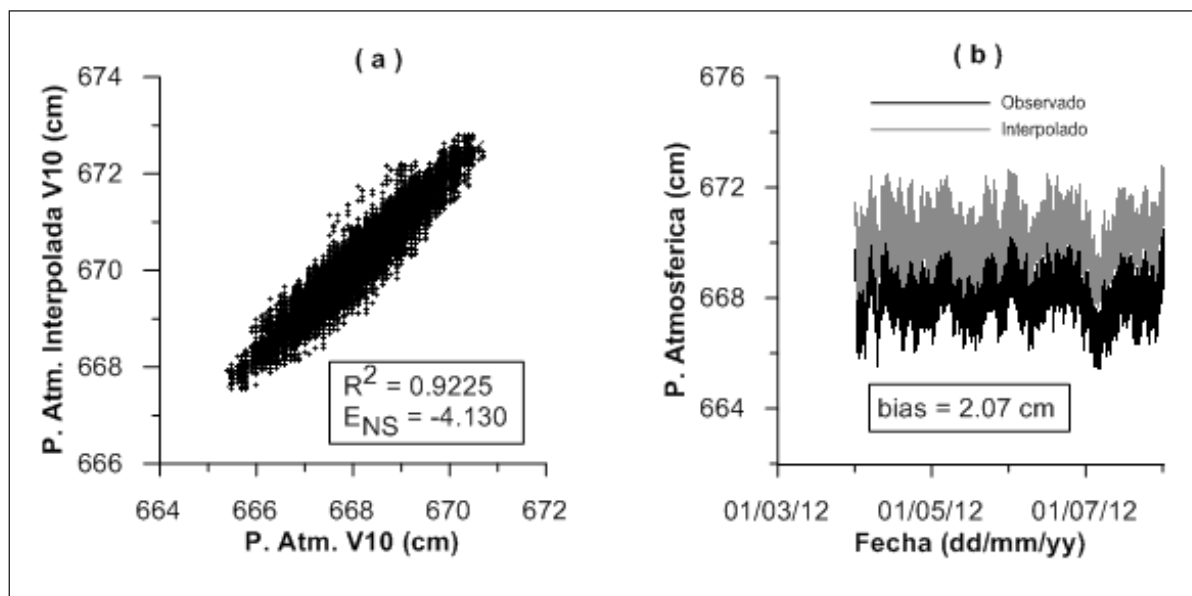 ( a )
674
672
670
668
666
P. Atm. Interpolada V10 (cm)
R2 = 0.9225
ENS = -4.130
664 666 668 670 672
P. Atm. V10 (cm)
( b )
676
672
668
664
P. Atmosferica (cm)
Observado
Interpolado
bias = 2.07 cm
01/03/12 01/05/12 01/07/12
Fecha (dd/mm/yy)